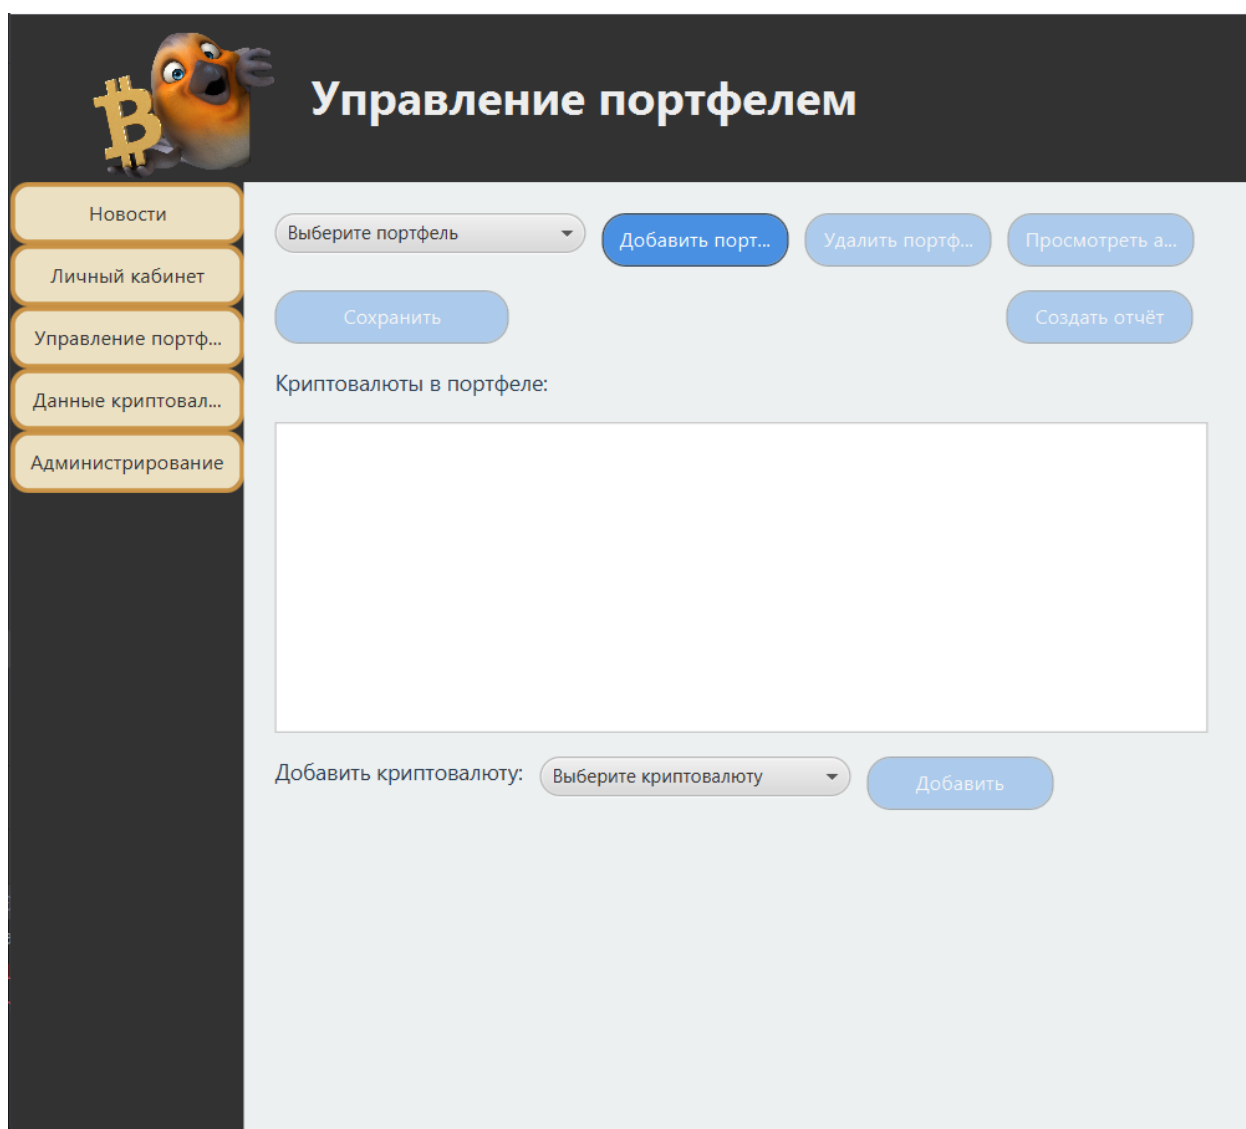 Управление портфелем
Новости
Личный кабинет
Управление портф...
Данные криптовал...
Администрирование
Выберите портфель
Добавить порт...
Удалить портф...
Просмотреть а...
Сохранить
Создать отчёт
Криптовалюты в портфеле:
Добавить криптовалюту:
Выберите криптовалюту
Добавить